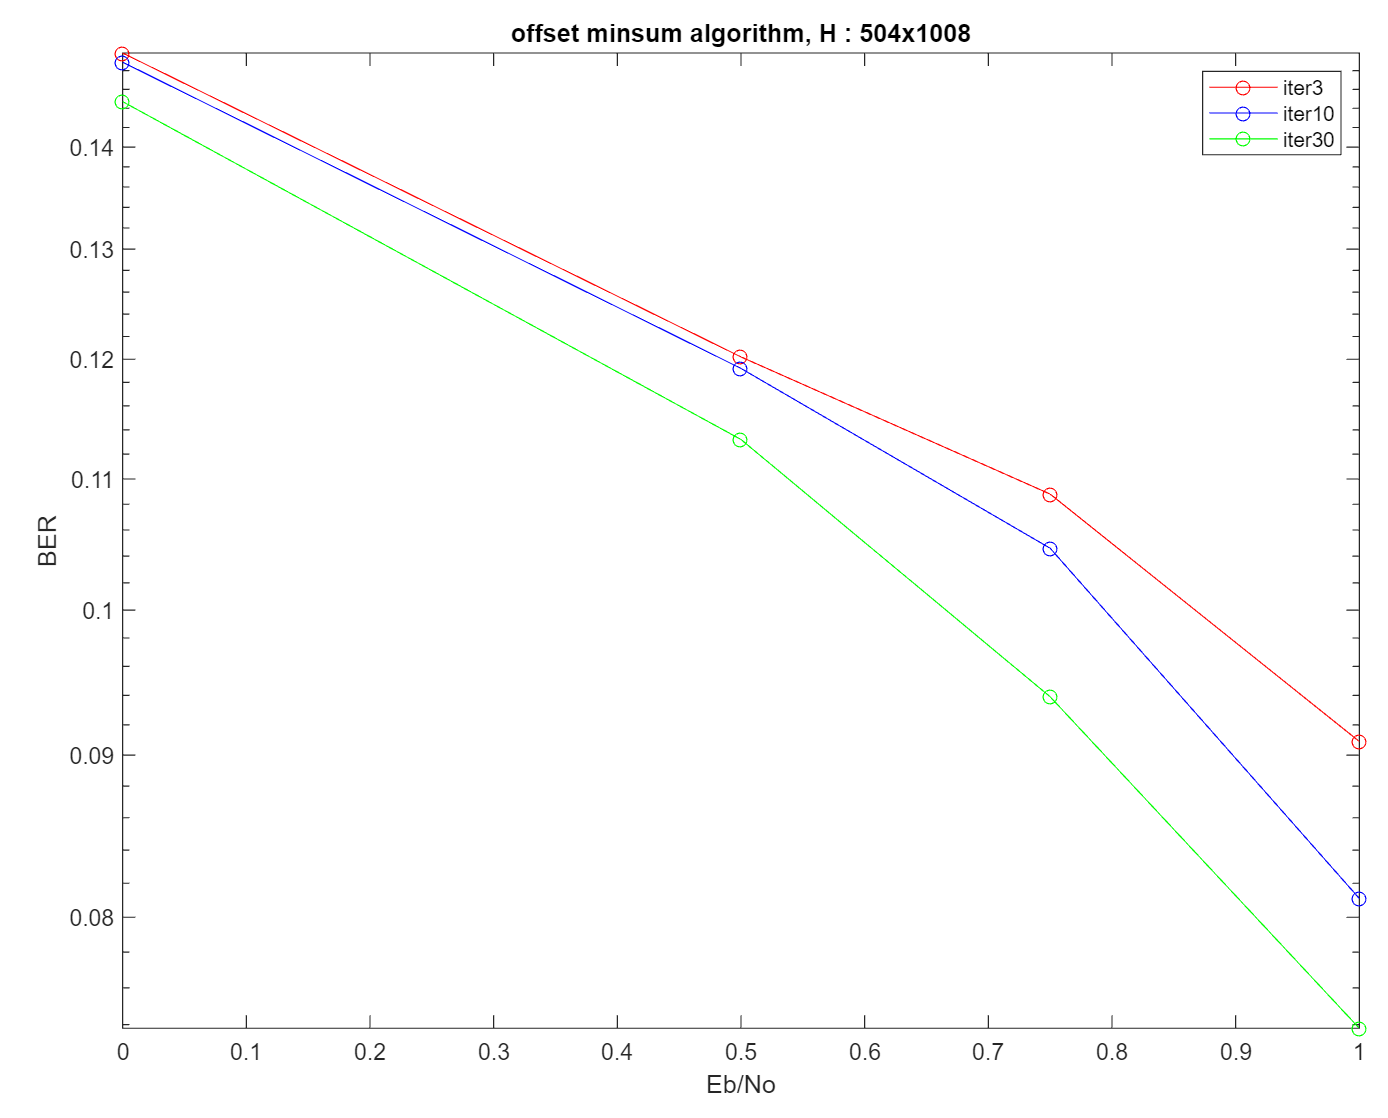 offset minsum algorithm, H : 504x1008
iter3
iter10
iter30
0.14
0.13
0.12
0.11
0.1
0.09
0.08
BER
0 0.1 0.2 0.3 0.4 0.5 0.6 0.7 0.8 0.9 1
Eb/No